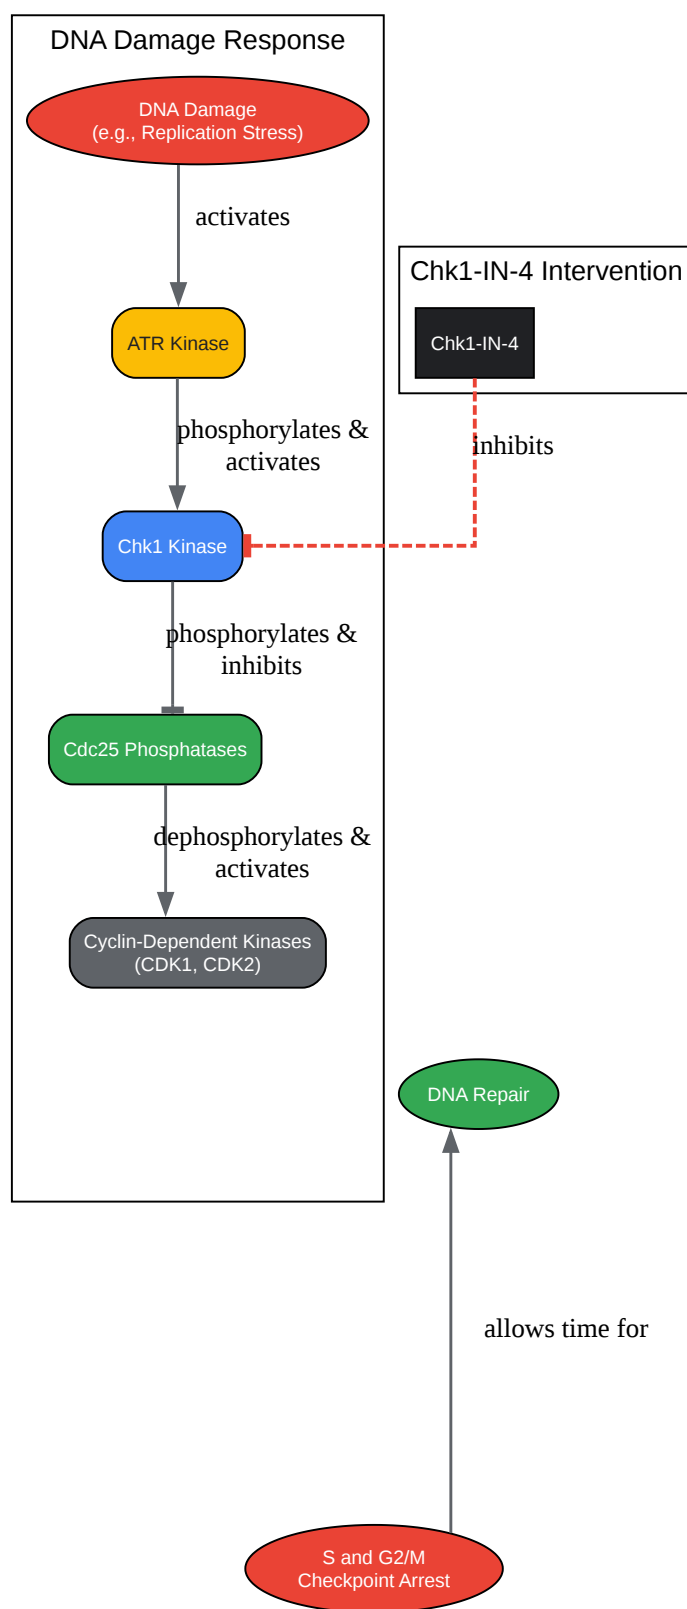 DNA Damage Response
DNA Damage
(e.g., Replication Stress)
activates
Chk1-IN-4 Intervention
ATR Kinase
Chk1-IN-4
phosphorylates &
activates
inhibits
Chk1 Kinase
phosphorylates &
inhibits
Cdc25 Phosphatases
dephosphorylates &
activates
Cyclin-Dependent Kinases
(CDK1, CDK2)
DNA Repair
allows time for
S and G2/M
Checkpoint Arrest